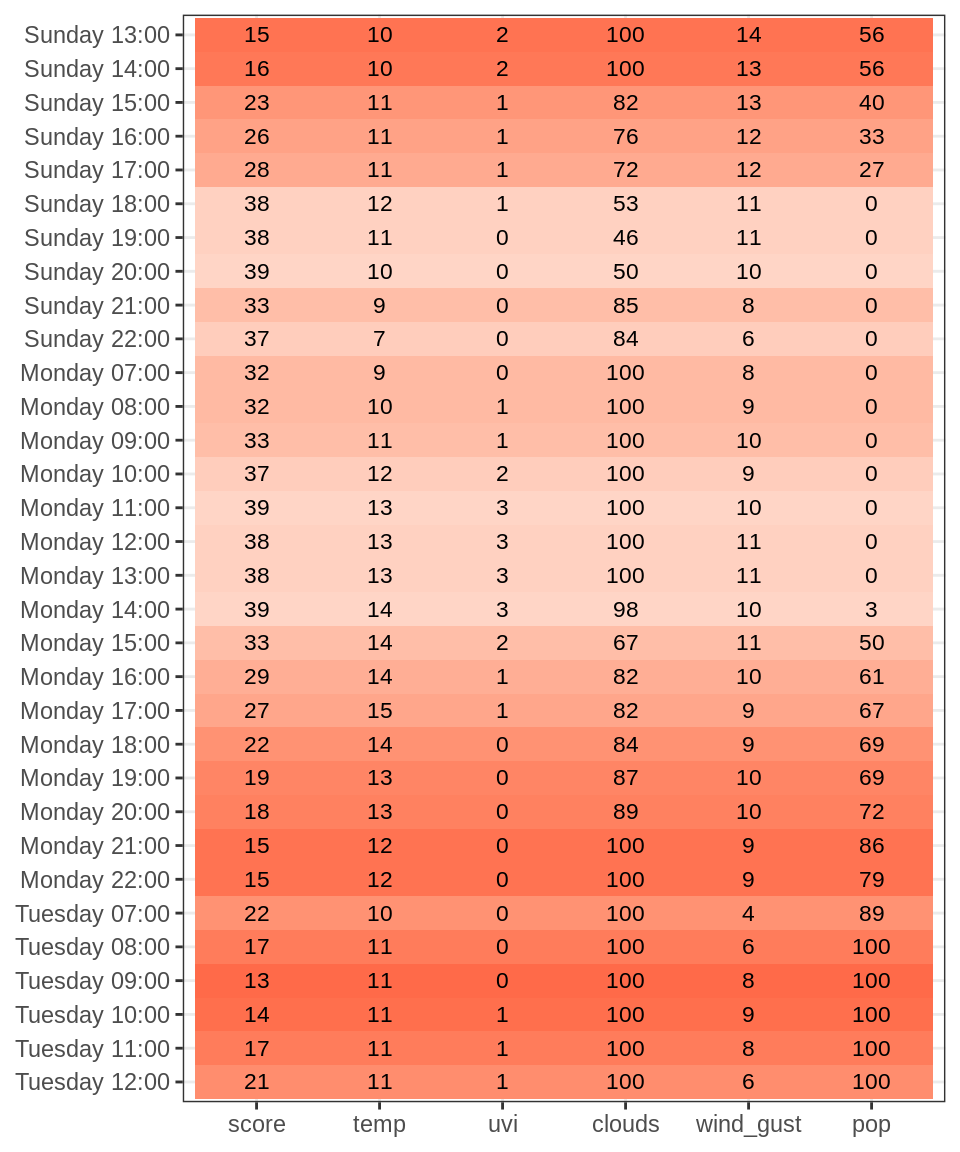 Sunday 13:00 15 10 2 100 14 56
Sunday 14:00 16 10 2 100 13 56
Sunday 15:00 23 11 1 82 13 40
Sunday 16:00 26 11 1 76 12 33
Sunday 17:00 28 11 1 72 12 27
Sunday 18:00 38 12 1 53 11 0
Sunday 19:00 38 11 0 46 11 0
Sunday 20:00 39 10 0 50 10 0
Sunday 21:00 33 9 0 85 8 0
Sunday 22:00 37 7 0 84 6 0
Monday 07:00 32 9 0 100 8 0
Monday 08:00 32 10 1 100 9 0
Monday 09:00 33 11 1 100 10 0
Monday 10:00 37 12 2 100 9 0
Monday 11:00 39 13 3 100 10 0
Monday 12:00 38 13 3 100 11 0
Monday 13:00 38 13 3 100 11 0
Monday 14:00 39 14 3 98 10 3
Monday 15:00 33 14 2 67 11 50
Monday 16:00 29 14 1 82 10 61
Monday 17:00 27 15 1 82 9 67
Monday 18:00 22 14 0 84 9 69
Monday 19:00 19 13 0 87 10 69
Monday 20:00 18 13 0 89 10 72
Monday 21:00 15 12 0 100 9 86
Monday 22:00 15 12 0 100 9 79
Tuesday 07:00 22 10 0 100 4 89
Tuesday 08:00 17 11 0 100 6 100
Tuesday 09:00 13 11 0 100 8 100
Tuesday 10:00 14 11 1 100 9 100
Tuesday 11:00 17 11 1 100 8 100
Tuesday 12:00 21 11 1 100 6 100
score temp uvi clouds wind_gust pop